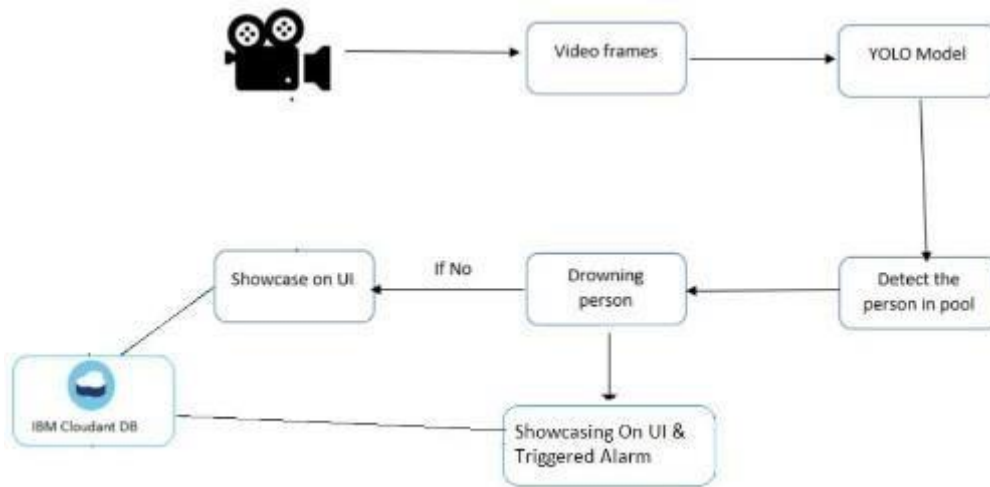 Video frames
YOLO Model
Showcase on UI
If No
Drowning
person
Detect the
person in pool
IBM Cloudant DB
Showcasing On UI &
Triggered Alarm